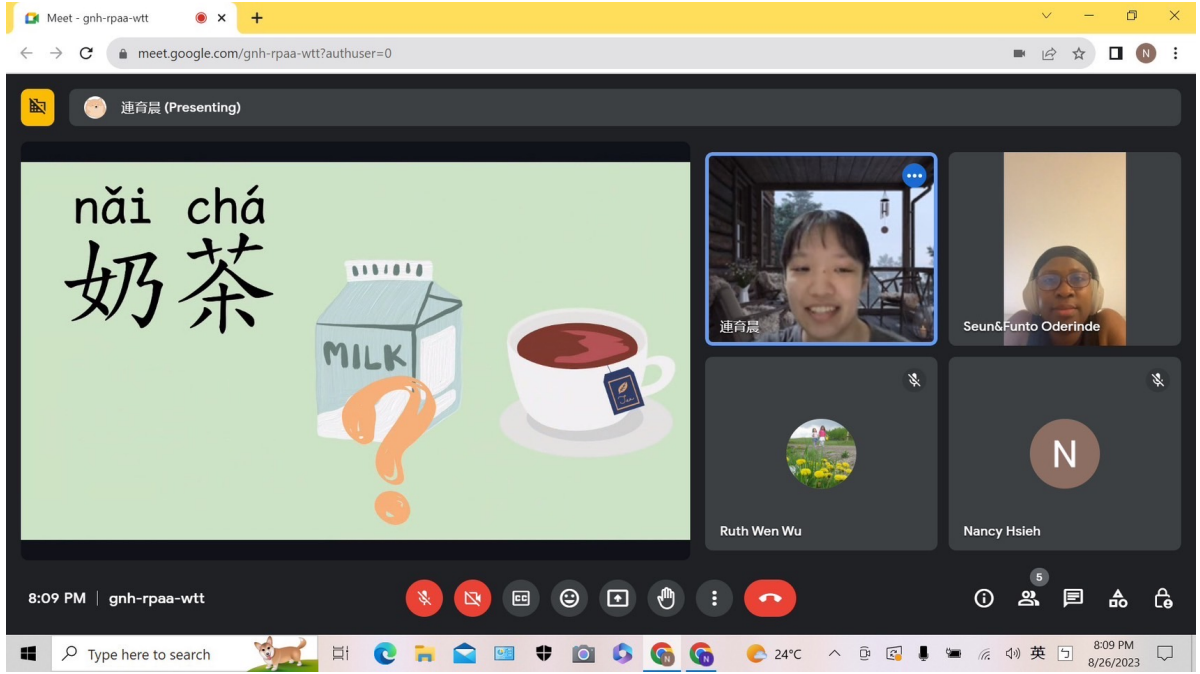 Meet - gnh-rpaa-wtt
meet.google.com/gnh-rpaa-wtt?authuser=0
N
連育晨 (Presenting)
nǎi chá
奶茶
MILK
Tea
連育晨
Seun&Funto Oderinde
Ruth Wen Wu
N
Nancy Hsieh
8:09 PM | gnh-rpaa-wtt
CC
5
Type here to search
N
N
24°C
英
ㄅ
8:09 PM
8/26/2023